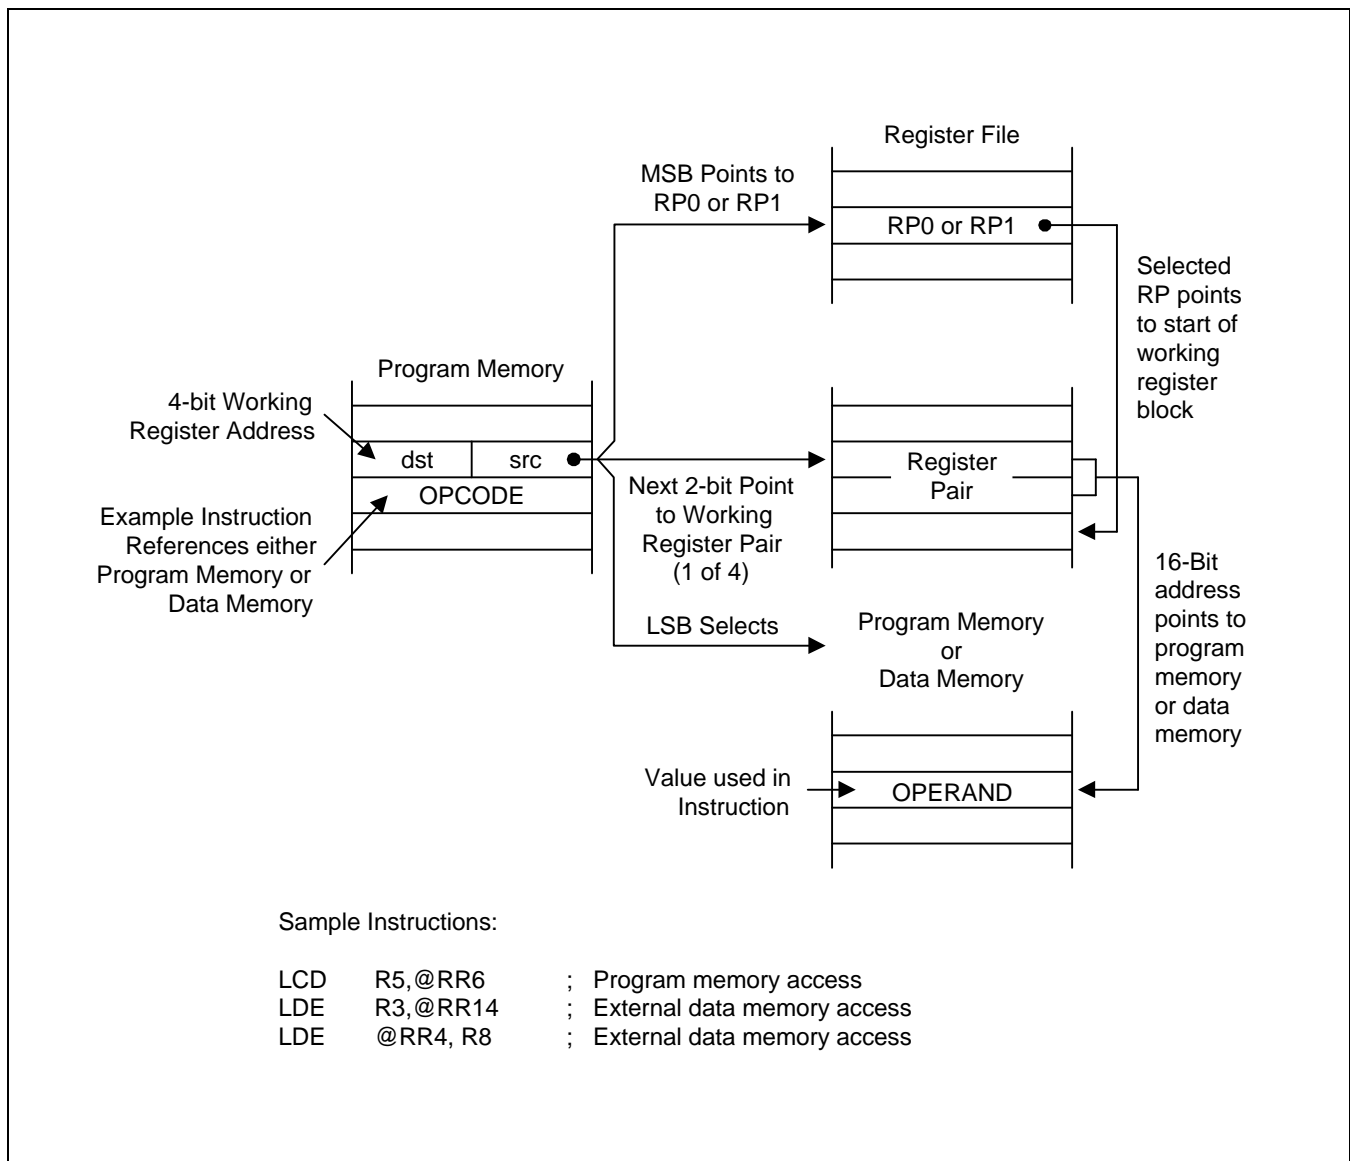 Register File
MSB Points to
RP0 or RP1
RP0 or RP1
Selected
RP points
to start of
working
register
block
Program Memory
4-bit Working
Register Address
dst src
OPCODE
Example Instruction
References either
Program Memory or
Data Memory
Next 2-bit Point
to Working
Register Pair
(1 of 4)
Register
Pair
LSB Selects
Program Memory
or
Data Memory
16-Bit
address
points to
program
memory
or data
memory
Value used in
Instruction
OPERAND
Sample Instructions:
LCD R5,@RR6 ; Program memory access
LDE R3,@RR14 ; External data memory access
LDE @RR4, R8 ; External data memory access